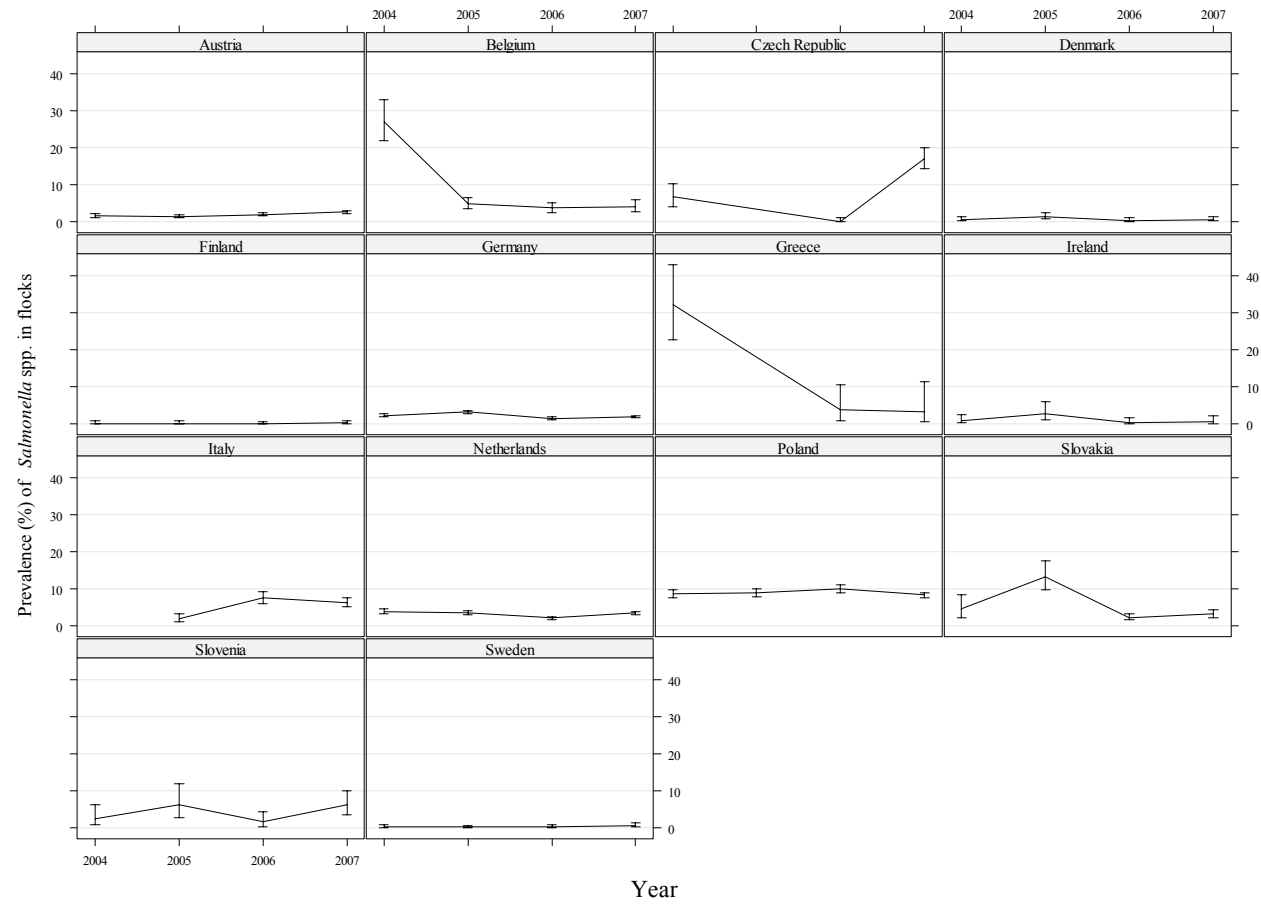 2004 2005 2006 2007 2004 2005 2006 2007
Austria Belgium Czech Republic Denmark
40
30
20
10
0
Finland Germany Greece Ireland
40
30
20
10
0
Italy Netherlands Poland Slovakia
40
30
20
10
0
Slovenia Sweden
40
30
20
10
0
2004 2005 2006 2007
Prevalence (%) of Salmonella spp. in flocks
Year